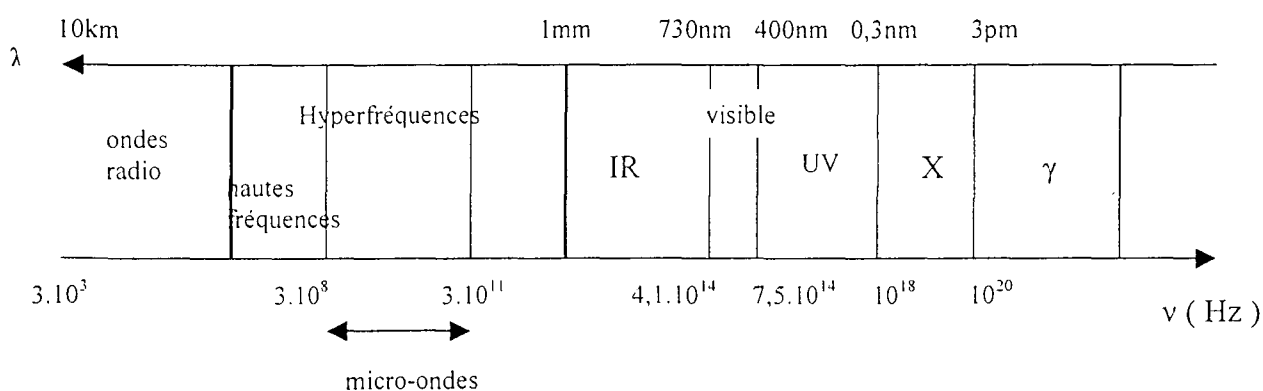 10km 1mm 730nm 400nm 0,3nm 3pm
λ
Hyperfréquences visible
ondes
radio
IR UV X γ
hautes
fréquences
3.10³ 3.10⁸ 3.10¹¹ 4,1.10¹⁴ 7,5.10¹⁴ 10¹⁸ 10²⁰
ν ( Hz )
micro-ondes